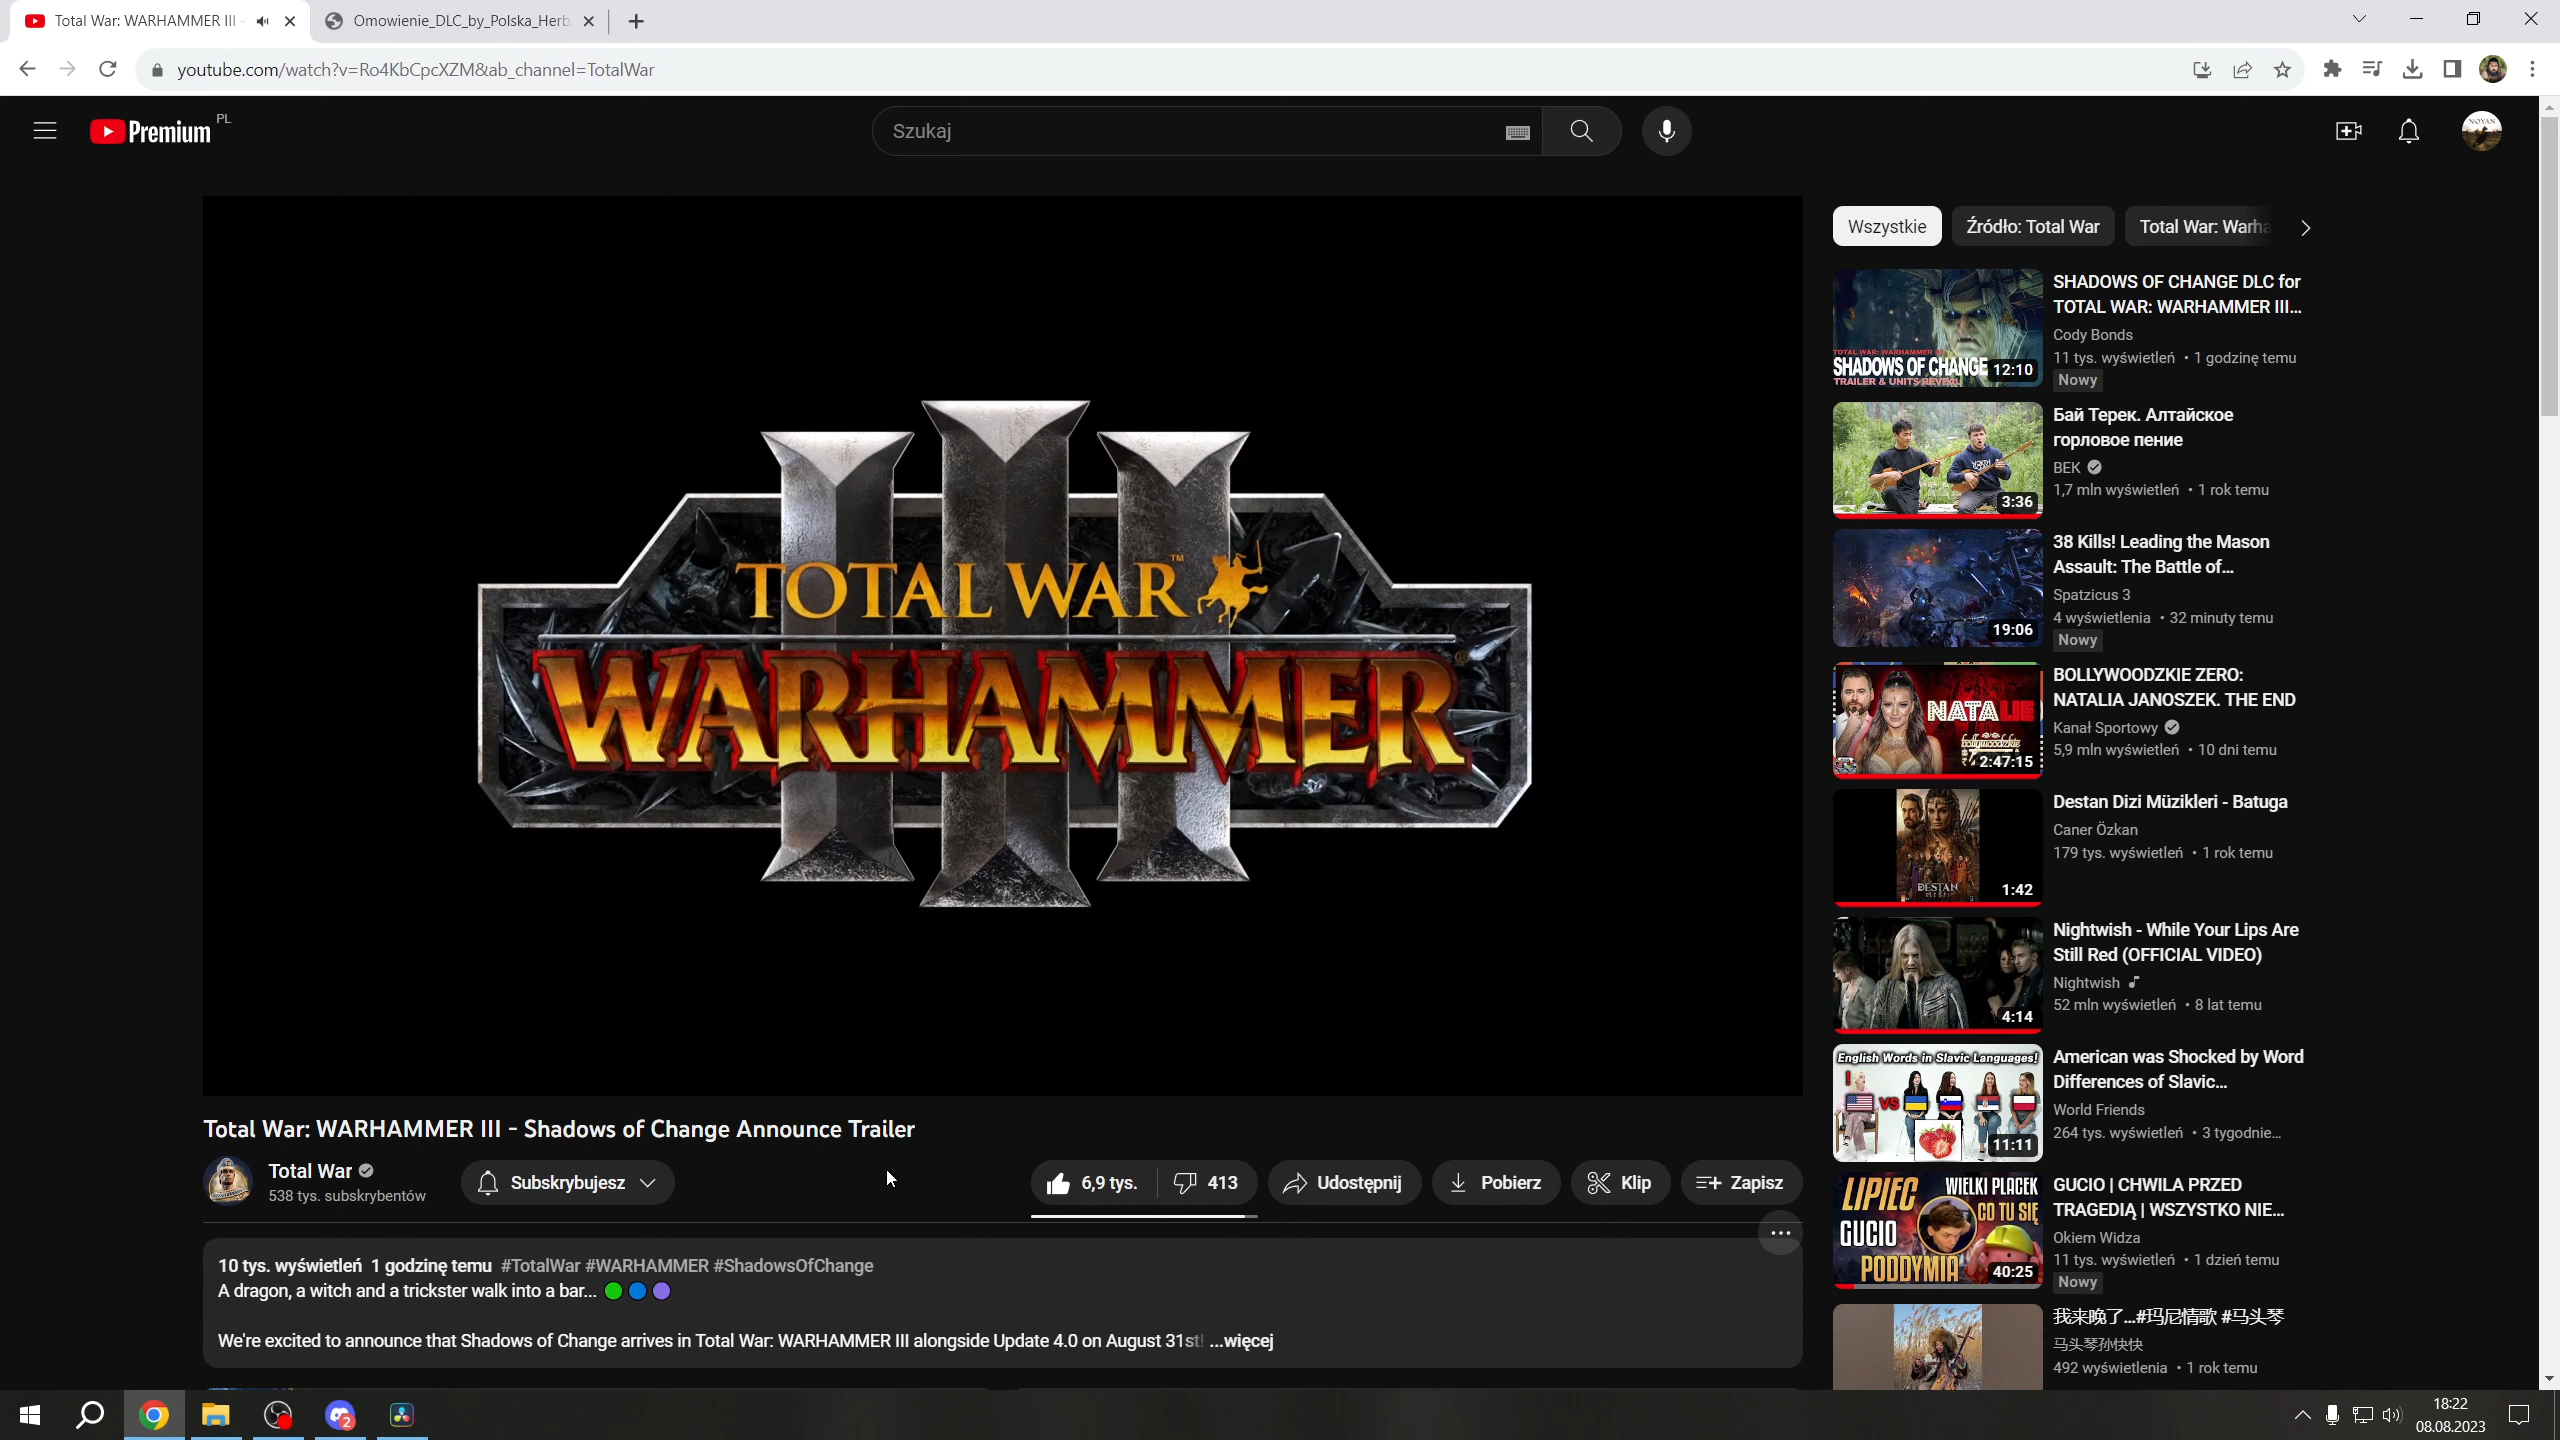 Total War: WARHAMMER III -
Omowienie_DLC_by_Polska_Herb
youtube.com/watch?v=Ro4KbCpcXZM&ab_channel=TotalWar
Premium PL
Szukaj
TOTAL WAR™
WARHAMMER®
Wszystkie
Źródło: Total War
Total War: Warha
SHADOWS OF CHANGE DLC for
TOTAL WAR: WARHAMMER III...
Cody Bonds
11 tys. wyświetleń • 1 godzinę temu
Nowy
TOTAL WAR: WARHAMMER
SHADOWS OF CHANGE
TRAILER & UNITS REVEAL
12:10
Бай Терек. Алтайское
горловое пение
BEK
1,7 mln wyświetleń • 1 rok temu
3:36
38 Kills! Leading the Mason
Assault: The Battle of...
Spatzicus 3
4 wyświetlenia • 32 minuty temu
Nowy
19:06
BOLLYWOODZKIE ZERO:
NATALIA JANOSZEK. THE END
Kanał Sportowy
5,9 mln wyświetleń • 10 dni temu
NATALIE
bollywoodzkie
2:47:15
Destan Dizi Müzikleri - Batuga
Caner Özkan
179 tys. wyświetleń • 1 rok temu
DESTAN
1:42
Nightwish - While Your Lips Are
Still Red (OFFICIAL VIDEO)
Nightwish
52 mln wyświetleń • 8 lat temu
4:14
English Words in Slavic Languages!
VS
11:11
American was Shocked by Word
Differences of Slavic...
World Friends
264 tys. wyświetleń • 3 tygodnie...
LIPIEC WIELKI PLACEK
CO TU SIĘ
GUCIO
PODDYMIA
40:25
GUCIO | CHWILA PRZED
TRAGEDIĄ | WSZYSTKO NIE...
Okiem Widza
11 tys. wyświetleń • 1 dzień temu
Nowy
我来晚了...#玛尼情歌 #马头琴
马头琴孙快快
492 wyświetlenia • 1 rok temu
Total War: WARHAMMER III - Shadows of Change Announce Trailer
Total War
538 tys. subskrybentów
Subskrybujesz
6,9 tys.
413
Udostępnij
Pobierz
Klip
Zapisz
10 tys. wyświetleń 1 godzinę temu #TotalWar #WARHAMMER #ShadowsOfChange
A dragon, a witch and a trickster walk into a bar...
We're excited to announce that Shadows of Change arrives in Total War: WARHAMMER III alongside Update 4.0 on August 31st! ...więcej
2
18:22
08.08.2023
NOYAN